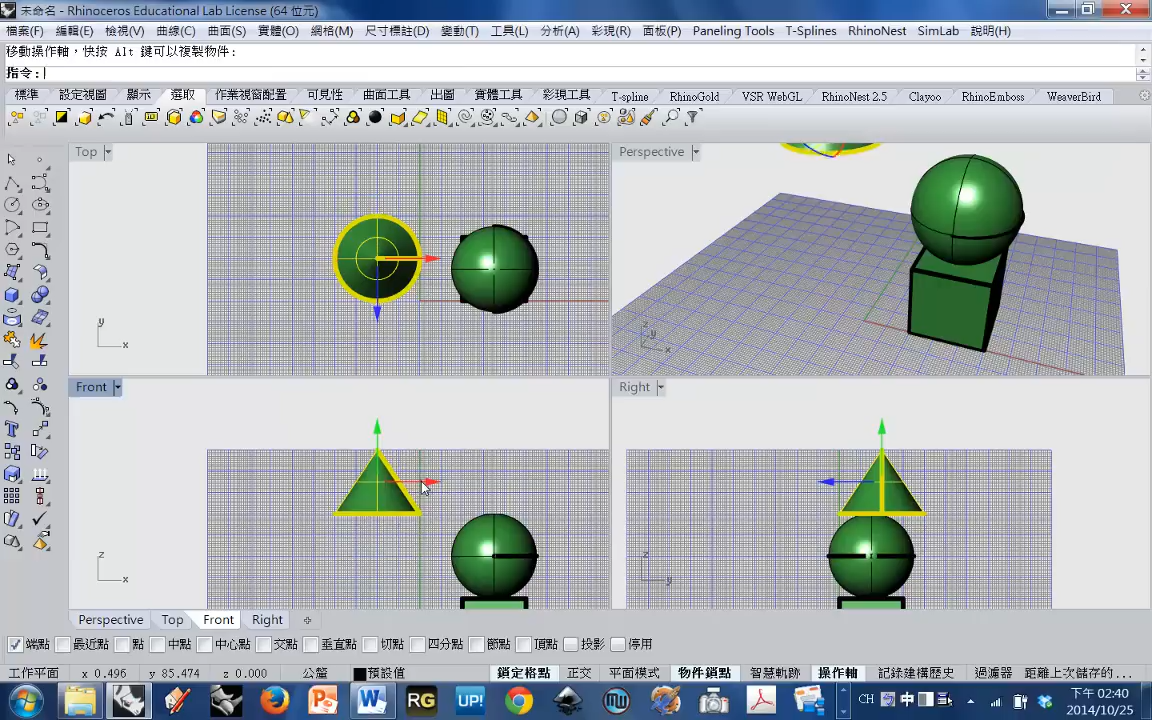 未命名 - Rhinoceros Educational Lab License (64 位元)
檔案(F) 編輯(E) 檢視(V) 曲線(C) 曲面(S) 實體(O) 網格(M) 尺寸標註(D) 變動(T) 工具(L) 分析(A) 彩現(R) 面板(P) Paneling Tools T-Splines RhinoNest SimLab 說明(H)
移動操作軸，快按 Alt 鍵可以複製物件:
指令:
標準 設定視圖 顯示 選取 作業視窗配置 可見性 曲面工具 出圖 實體工具 彩現工具 T-spline RhinoGold VSR WebGL RhinoNest 2.5 Clayoo RhinoEmboss WeaverBird
Top
Perspective
y
x
z
y
x
Front
Right
z
x
z
y
Perspective Top Front Right
端點 最近點 點 中點 中心點 交點 垂直點 切點 四分點 節點 頂點 投影 停用
工作平面 x 0.496 y 85.474 z 0.000 公釐 預設值 鎖定格點 正交 平面模式 物件鎖點 智慧軌跡 操作軸 記錄建構歷史 過濾器 距離上次儲存的...
RG UP! CH 中 下午 02:40
2014/10/25